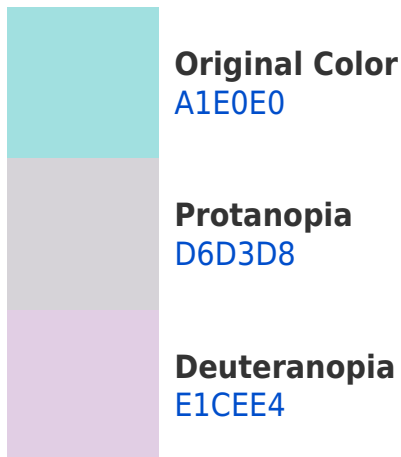 Original Color
A1E0E0
Protanopia
D6D3D8
Deuteranopia
E1CEE4